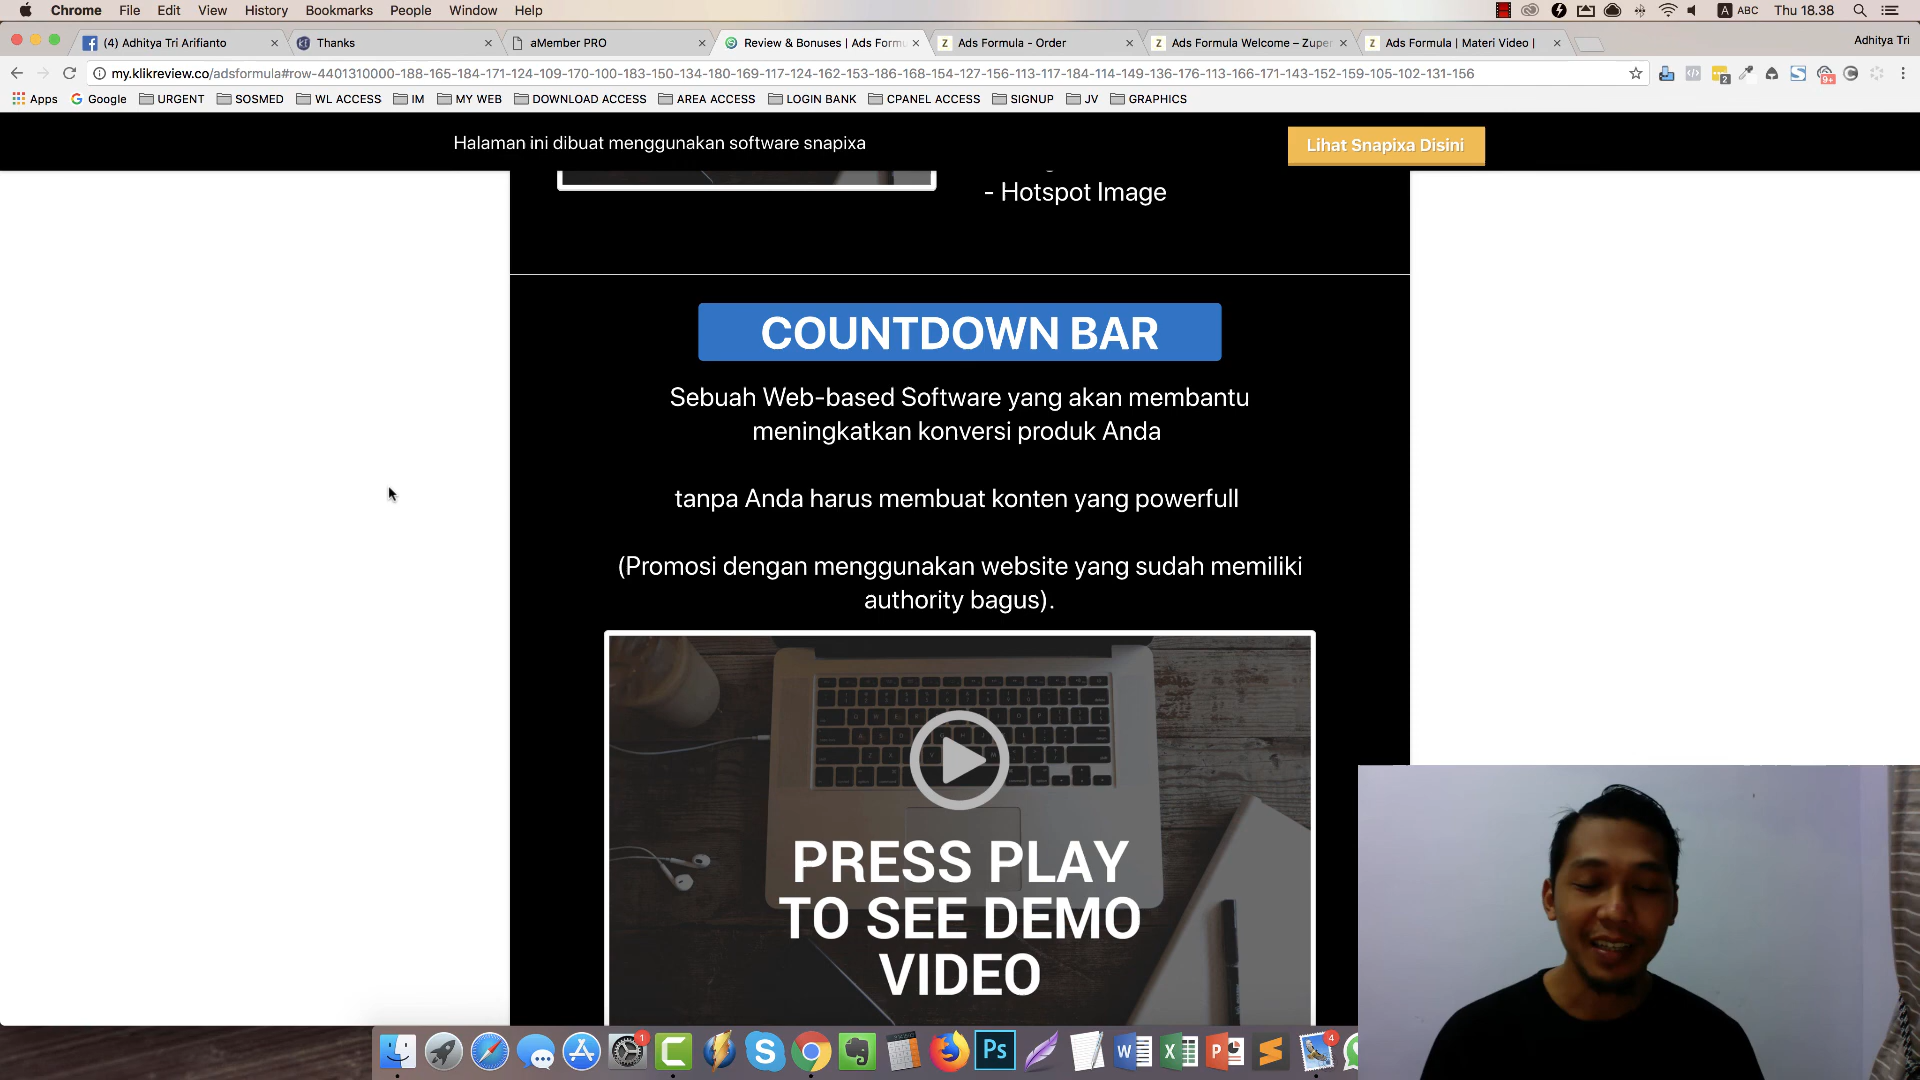 Chrome File Edit View History Bookmarks People Window Help ABC Thu 18.38
(4) Adhitya Tri Arifianto Thanks aMember PRO Review & Bonuses | Ads Formu Ads Formula - Order Ads Formula Welcome – Zuper Ads Formula | Materi Video | Adhitya Tri
my.klikreview.co/adsformula#row-4401310000-188-165-184-171-124-109-170-100-183-150-134-180-169-117-124-162-153-186-168-154-127-156-113-117-184-114-149-136-176-113-166-171-143-152-159-105-102-131-156
Apps Google URGENT SOSMED WL ACCESS IM MY WEB DOWNLOAD ACCESS AREA ACCESS LOGIN BANK CPANEL ACCESS SIGNUP JV GRAPHICS
Halaman ini dibuat menggunakan software snapixa
Lihat Snapixa Disini
- Hotspot Image
COUNTDOWN BAR
Sebuah Web-based Software yang akan membantu
meningkatkan konversi produk Anda
tanpa Anda harus membuat konten yang powerfull
(Promosi dengan menggunakan website yang sudah memiliki
authority bagus).
PRESS PLAY
TO SEE DEMO
VIDEO